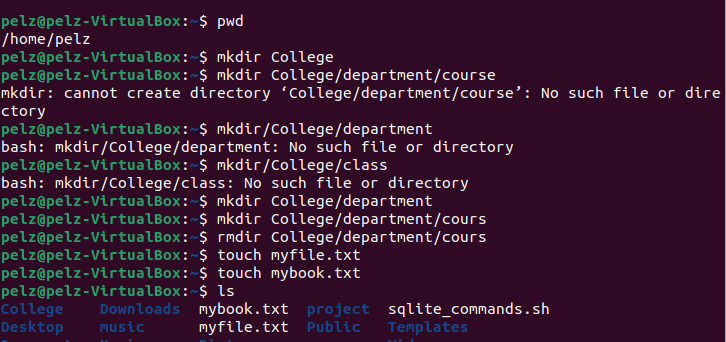 pelz@pelz-VirtualBox:~$ pwd
/home/pelz
pelz@pelz-VirtualBox:~$ mkdir College
pelz@pelz-VirtualBox:~$ mkdir College/department/course
mkdir: cannot create directory ‘College/department/course’: No such file or dire
ctory
pelz@pelz-VirtualBox:~$ mkdir/College/department
bash: mkdir/College/department: No such file or directory
pelz@pelz-VirtualBox:~$ mkdir/College/class
bash: mkdir/College/class: No such file or directory
pelz@pelz-VirtualBox:~$ mkdir College/department
pelz@pelz-VirtualBox:~$ mkdir College/department/cours
pelz@pelz-VirtualBox:~$ rmdir College/department/cours
pelz@pelz-VirtualBox:~$ touch myfile.txt
pelz@pelz-VirtualBox:~$ touch mybook.txt
pelz@pelz-VirtualBox:~$ ls
College Downloads mybook.txt project sqlite_commands.sh
Desktop music myfile.txt Public Templates